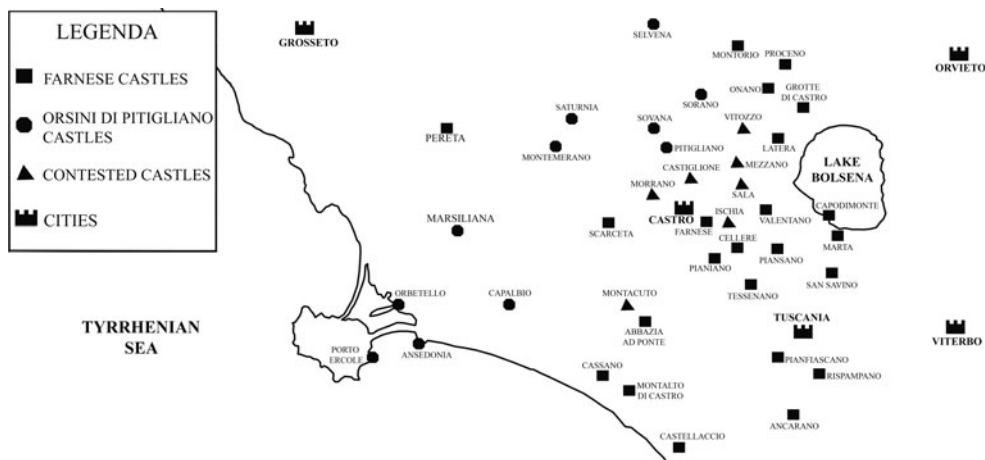 LEGENDA
FARNESE CASTLES
ORSINI DI PITIGLIANO
CASTLES
CONTESTED CASTLES
CITIES
GROSSETO
SELVENA
MONTORIO
PROCENO
ORVIETO
ONANO
GROTTE
DI CASTRO
SORANO
SATURNIA
SOVANA
VITOZZO
PERETA
LATERA
PITIGLIANO
MONTEMERANO
MEZZANO
CASTIGLIONE
LAKE
BOLSENA
MORRANO
SALA
CAPODIMONTE
CASTRO
ISCHIA
VALENTANO
MARSILIANA
SCARCETA
FARNESE
CELLERE
MARTA
PIANIANO
PIANSANO
SAN SAVINO
TESSENANO
ORBETELLO
CAPALBIO
MONTACUTO
TYRRHENIAN
SEA
ABBAZIA
AD PONTE
TUSCANIA
VITERBO
PORTO
ERCOLE
ANSEDONIA
PIANFIASCANO
CASSANO
RISPAMPANO
MONTALTO
DI CASTRO
ANCARANO
CASTELLACCIO